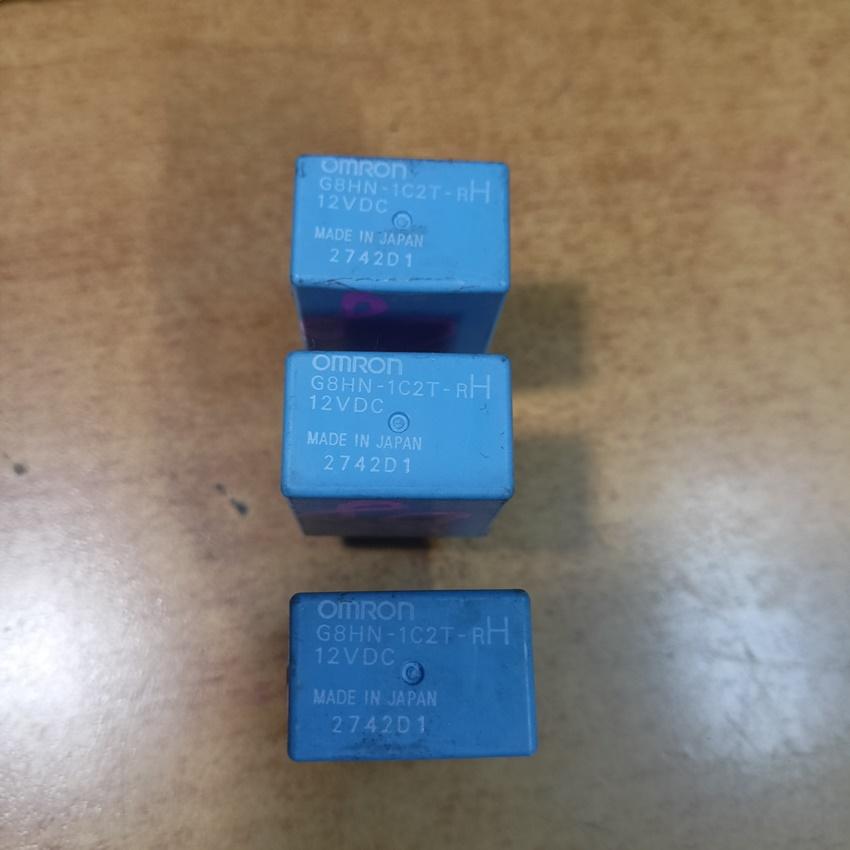 OMRON
G8HN-1C2T-RH
12VDC
MADE IN JAPAN
2742D1
OMRON
G8HN-1C2T-RH
12VDC
MADE IN JAPAN
2742D1
OMRON
G8HN-1C2T-RH
12VDC
MADE IN JAPAN
2742D1